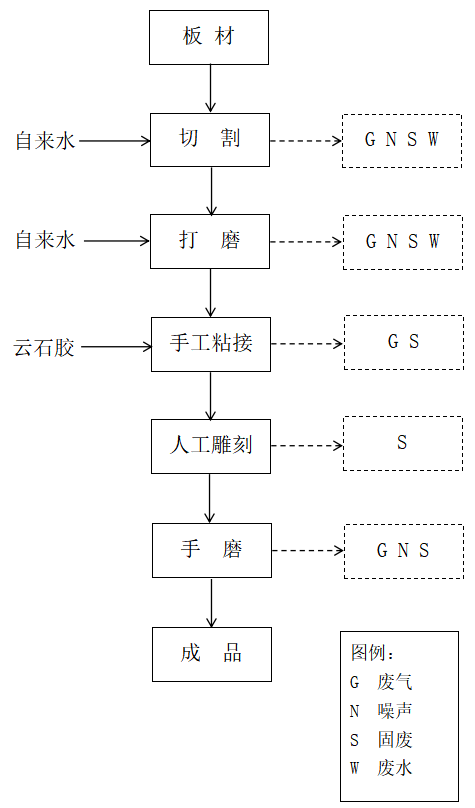 板 材
自来水
切 割
G N S W
自来水
打 磨
G N S W
云石胶
手工粘接
G S
人工雕刻
S
手 磨
G N S
成 品
图例：
G 废气
N 噪声
S 固废
W 废水